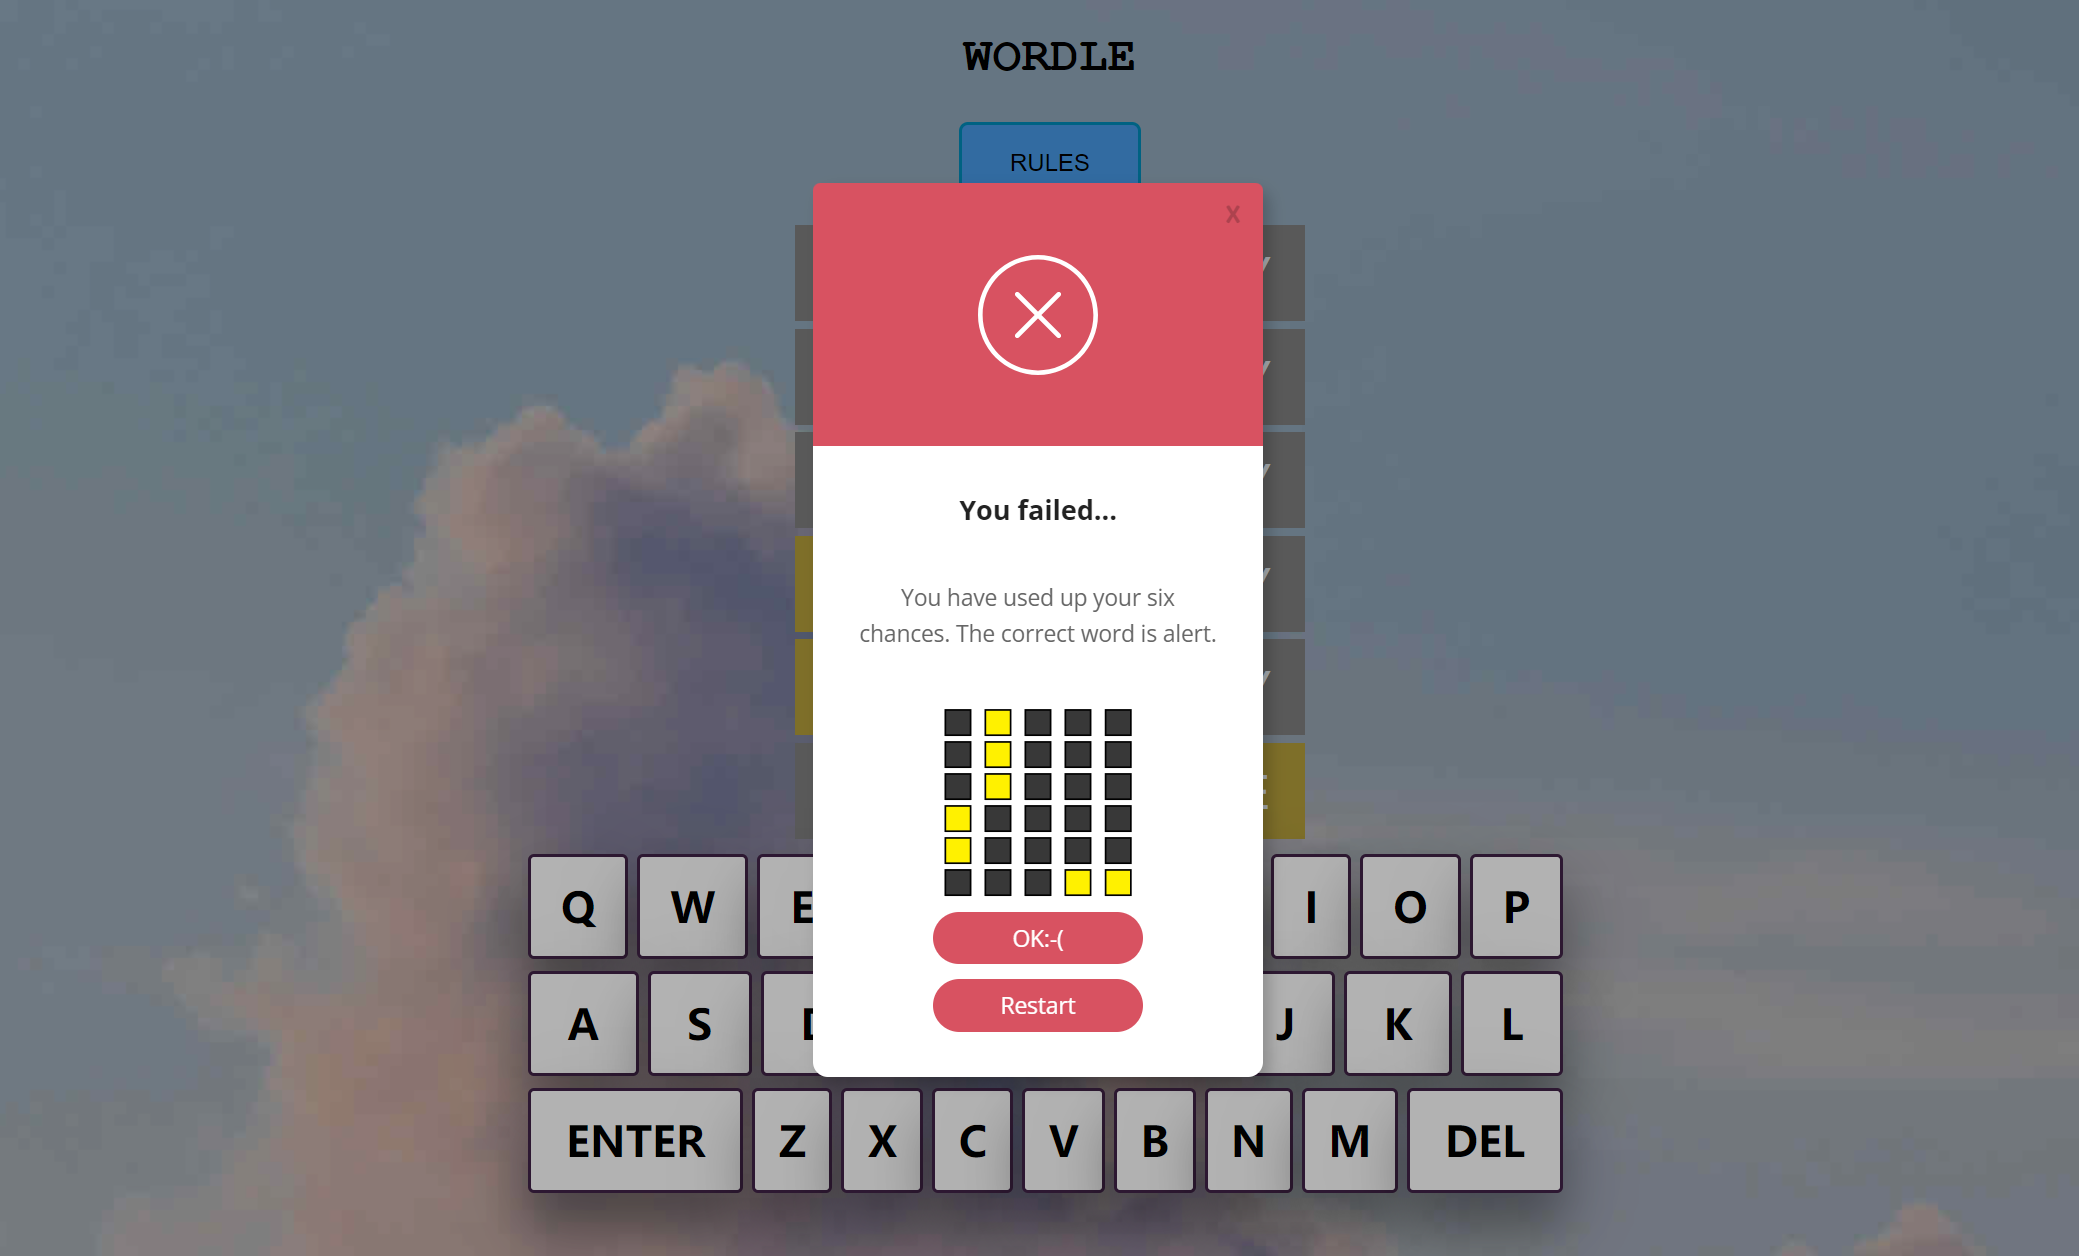 WORDLE
RULES
X
You failed...
You have used up your six
chances. The correct word is alert.
OK:-(
Restart
Q W E I O P
A S D J K L
ENTER Z X C V B N M DEL